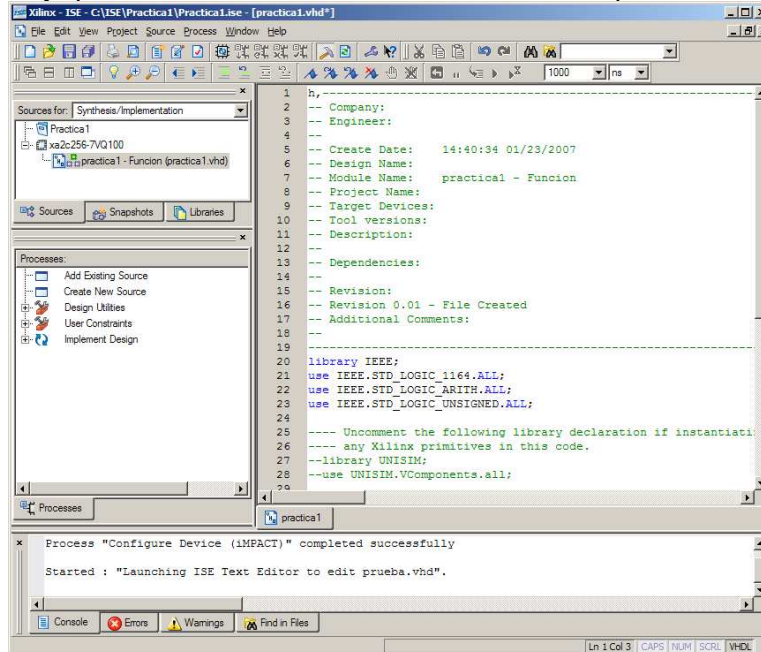 Xilinx - ISE - C:\ISE\Practica1\Practica1.ise - [practica1.vhd*]
File Edit View Project Source Process Window Help
1000 ns
Sources for: Synthesis/Implementation
Practica1
xa2c256-7VQ100
practica1 - Funcion (practica1.vhd)
Sources Snapshots Libraries
Processes:
Add Existing Source
Create New Source
Design Utilities
User Constraints
Implement Design
Processes
1 h,--------------------------------------------------------
2 -- Company:
3 -- Engineer:
4 --
5 -- Create Date: 14:40:34 01/23/2007
6 -- Design Name:
7 -- Module Name: practica1 - Funcion
8 -- Project Name:
9 -- Target Devices:
10 -- Tool versions:
11 -- Description:
12 --
13 -- Dependencies:
14 --
15 -- Revision:
16 -- Revision 0.01 - File Created
17 -- Additional Comments:
18 --
19 ----------------------------------------------------------
20 library IEEE;
21 use IEEE.STD_LOGIC_1164.ALL;
22 use IEEE.STD_LOGIC_ARITH.ALL;
23 use IEEE.STD_LOGIC_UNSIGNED.ALL;
24
25 ---- Uncomment the following library declaration if instantiati
26 ---- any Xilinx primitives in this code.
27 --library UNISIM;
28 --use UNISIM.VComponents.all;
29
practica1
Process "Configure Device (iMPACT)" completed successfully
Started : "Launching ISE Text Editor to edit prueba.vhd".
Console Errors Warnings Find in Files
Ln 1 Col 3 CAPS NUM SCRL VHDL